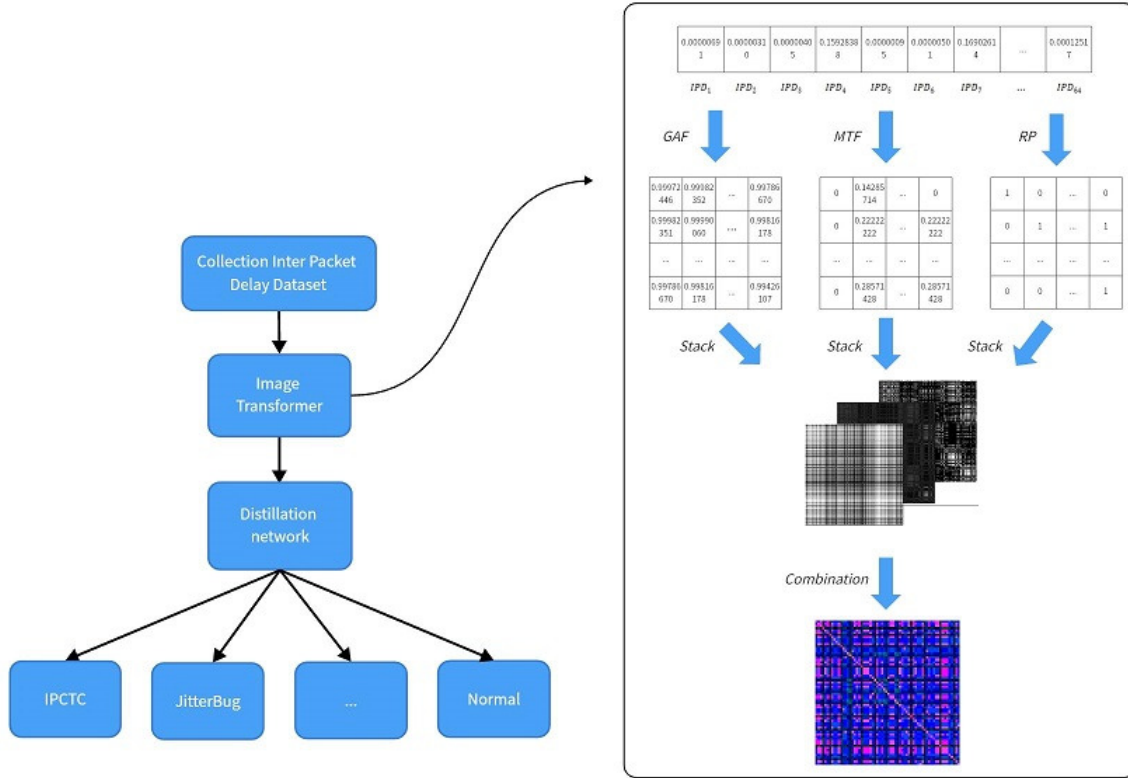 Collection Inter Packet
Delay Dataset
Image
Transformer
Distillation
network
IPCTC
JitterBug
...
Normal
0.0000069 0.0000031 0.0000040 0.1592838 0.0000009 0.0000050 0.1690261 ... 0.0001251
1 0 5 8 5 1 4 7
IPD1 IPD2 IPD3 IPD4 IPD5 IPD6 IPD7 ... IPD64
GAF MTF RP
0.99972 0.99982 ... 0.99786
446 352 670
0.99982 0.99990 ... 0.99816
351 060 178
... ... ... ...
0.99786 0.99816 ... 0.99426
670 178 107
0 0.14285 ... 0
714
0 0.22222 ... 0.22222
222 222
... ... ... ...
0 0.28571 ... 0.28571
428 428
1 0 ... 0
0 1 ... 1
... ... ... ...
0 0 ... 1
Stack Stack Stack
Combination